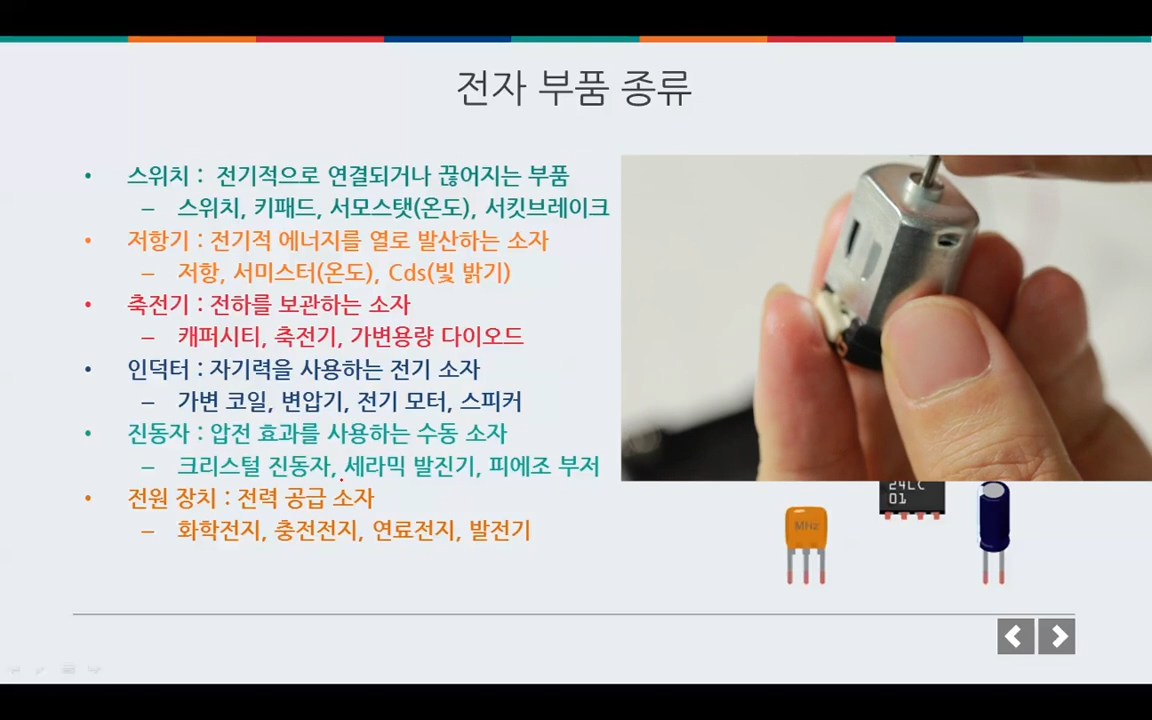 전자 부품 종류
• 스위치 : 전기적으로 연결되거나 끊어지는 부품
– 스위치, 키패드, 서모스탯(온도), 서킷브레이크
• 저항기 : 전기적 에너지를 열로 발산하는 소자
– 저항, 서미스터(온도), Cds(빛 밝기)
• 축전기 : 전하를 보관하는 소자
– 캐퍼시티, 축전기, 가변용량 다이오드
• 인덕터 : 자기력을 사용하는 전기 소자
– 가변 코일, 변압기, 전기 모터, 스피커
• 진동자 : 압전 효과를 사용하는 수동 소자
– 크리스털 진동자, 세라믹 발진기, 피에조 부저
• 전원 장치 : 전력 공급 소자
– 화학전지, 충전전지, 연료전지, 발전기
24LC
01
MHz